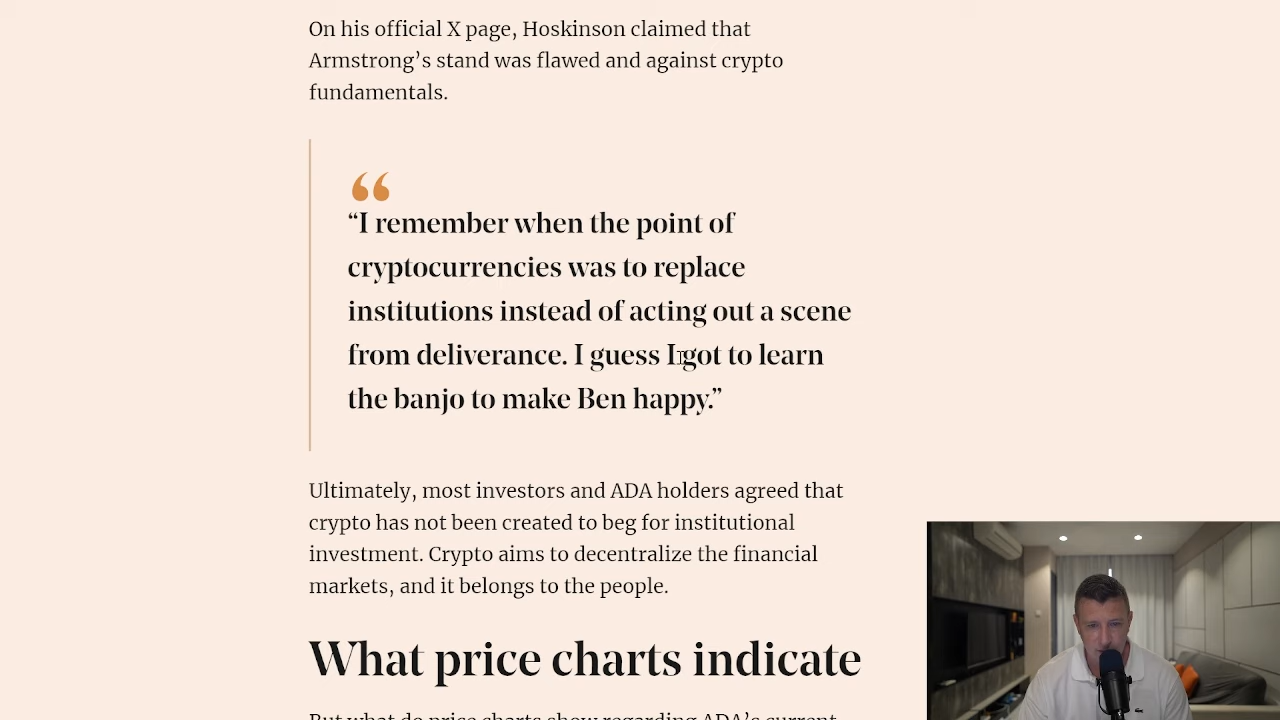 On his official X page, Hoskinson claimed that
Armstrong’s stand was flawed and against crypto
fundamentals.
“
“I remember when the point of
cryptocurrencies was to replace
institutions instead of acting out a scene
from deliverance. I guess I got to learn
the banjo to make Ben happy.”
Ultimately, most investors and ADA holders agreed that
crypto has not been created to beg for institutional
investment. Crypto aims to decentralize the financial
markets, and it belongs to the people.
What price charts indicate
But what do price charts show regarding ADA’s current